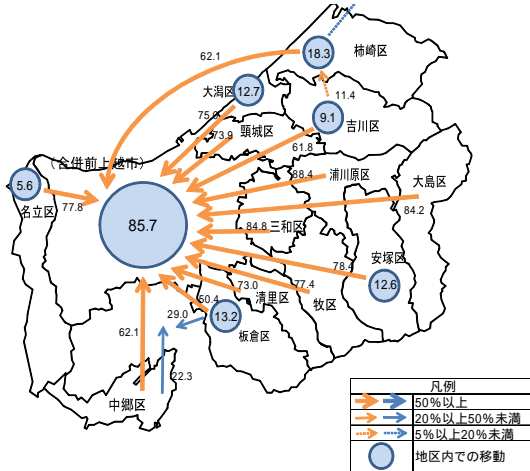 18.3
柿崎区
62.1
大潟区
12.7
11.4
75.0
73.9
頸城区
9.1
吉川区
61.8
(合併前上越市)
5.6
名立区
77.8
88.4
浦川原区
大島区
84.2
85.7
84.8
三和区
78.4
安塚区
12.6
73.0
清里区
77.4
牧区
50.4
13.2
板倉区
29.0
62.1
22.3
中郷区
凡例
50%以上
20%以上50%未満
5%以上20%未満
地区内での移動